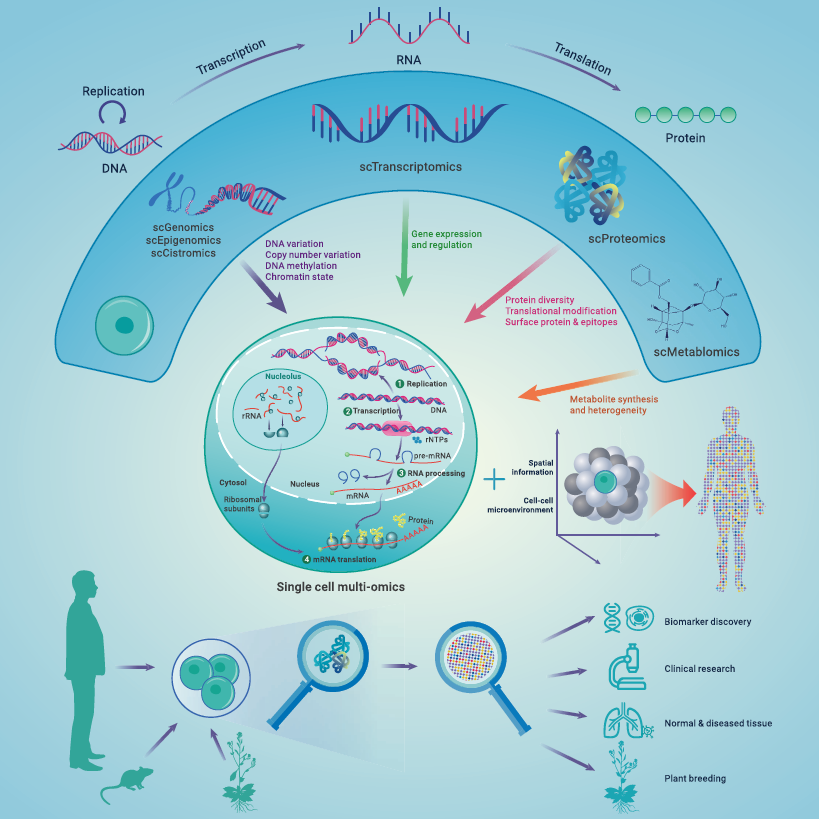 Transcription
RNA
Translation
Replication
DNA
Protein
scTranscriptomics
scGenomics
scEpigenomics
scCistromics
scProteomics
scMetablomics
DNA variation
Copy number variation
DNA methylation
Chromatin state
Gene expression
and regulation
Protein diversity
Translational modification
Surface protein & epitopes
Metabolite synthesis
and heterogeneity
Nucleolus
rRNA
1 Replication
DNA
2 Transcription
rNTPs
pre-mRNA
3 RNA processing
mRNA
AAAAA
Nucleus
Cytosol
Ribosomal
subunits
Protein
AAAAA
4 mRNA translation
Single cell multi-omics
+
Spatial
information
Cell-cell
microenvironment
Biomarker discovery
Clinical research
Normal & diseased tissue
Plant breeding